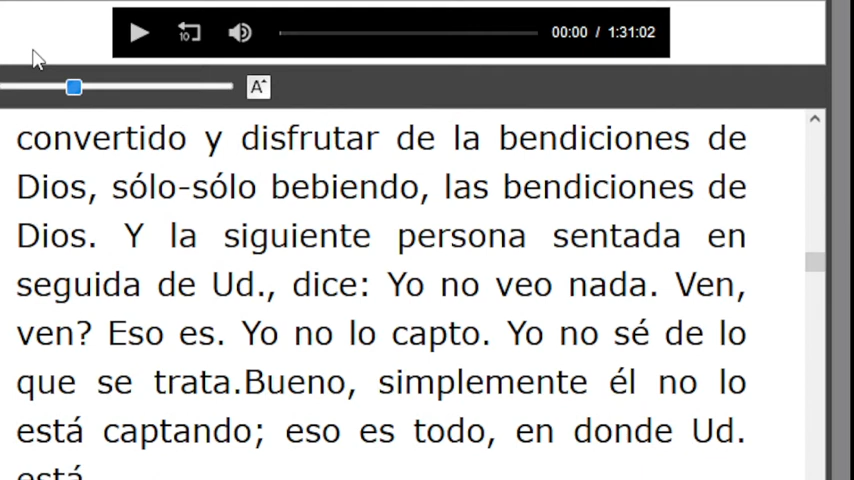 10
00:00 / 1:31:02
A
convertido y disfrutar de la bendiciones de
Dios, sólo-sólo bebiendo, las bendiciones de
Dios. Y la siguiente persona sentada en
seguida de Ud., dice: Yo no veo nada. Ven,
ven? Eso es. Yo no lo capto. Yo no sé de lo
que se trata.Bueno, simplemente él no lo
está captando; eso es todo, en donde Ud.
está